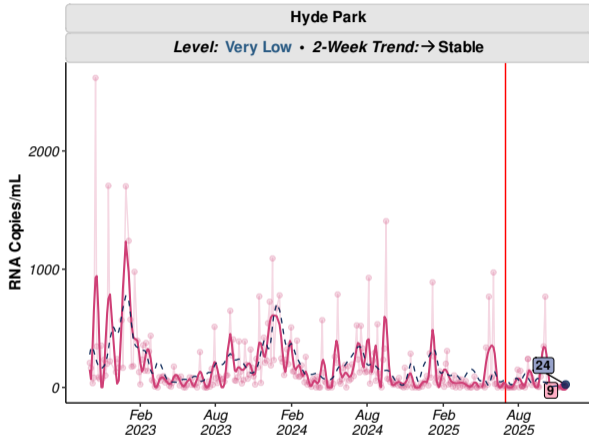 Hyde Park
Level: Very Low • 2-Week Trend: → Stable
RNA Copies/mL
2000
1000
0
24
9
Feb 2023
Aug 2023
Feb 2024
Aug 2024
Feb 2025
Aug 2025